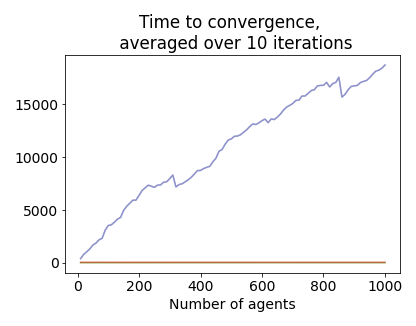 Time to convergence,
averaged over 10 iterations
15000
10000
5000
0
0 200 400 600 800 1000
Number of agents